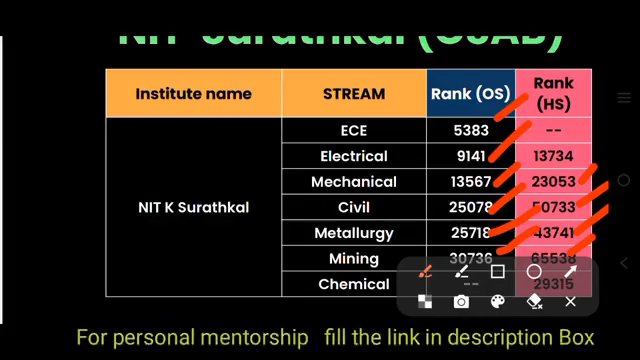 NIT Surathkal (CSAB)
Institute name STREAM Rank (OS) Rank (HS)
ECE 5383 --
Electrical 9141 13734
Mechanical 13567 23053
Civil 25078 50733
NIT K Surathkal
Metallurgy 25718 43741
Mining 30736 65538
Chemical -- 29315
For personal mentorship fill the link in description Box